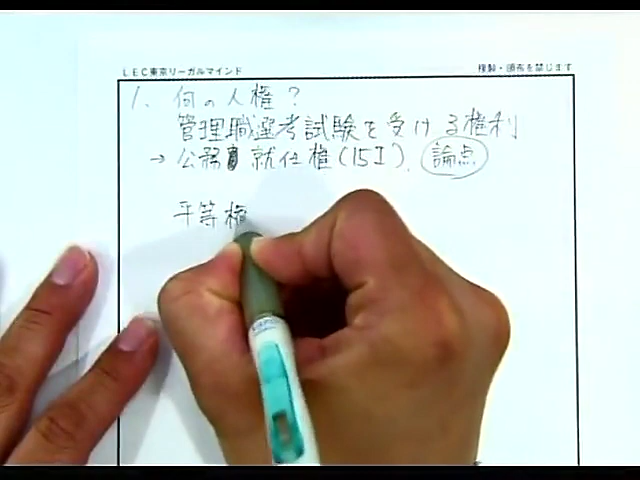 LEC東京リーガルマインド
複製・頒布を禁じます
1. 何の人権？
管理職選考試験を受ける権利
→ 公務員就任権(15I). 論点
平等権